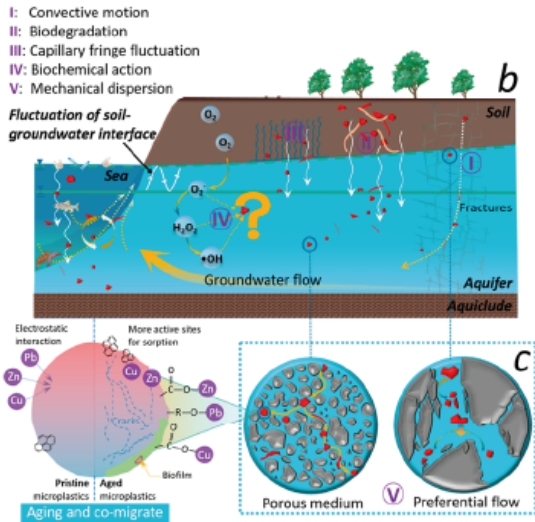 I: Convective motion
II: Biodegradation
III: Capillary fringe fluctuation
IV: Biochemical action
V: Mechanical dispersion
b
Fluctuation of soil-
groundwater interface
Soil
O₂
O₂
III
II
I
Sea
O₂⁻
IV
?
H₂O₂
•OH
Fractures
Groundwater flow
Aquifer
Aquiclude
Electrostatic
interaction
More active sites
for sorption
Pb
Zn
Cu
Cu
Zn
C
O
O
Zn
R
O
Pb
C
O
O
Cu
Cracks
Biofilm
Pristine
microplastics
Aged
microplastics
Aging and co-migrate
c
Porous medium
V
Preferential flow